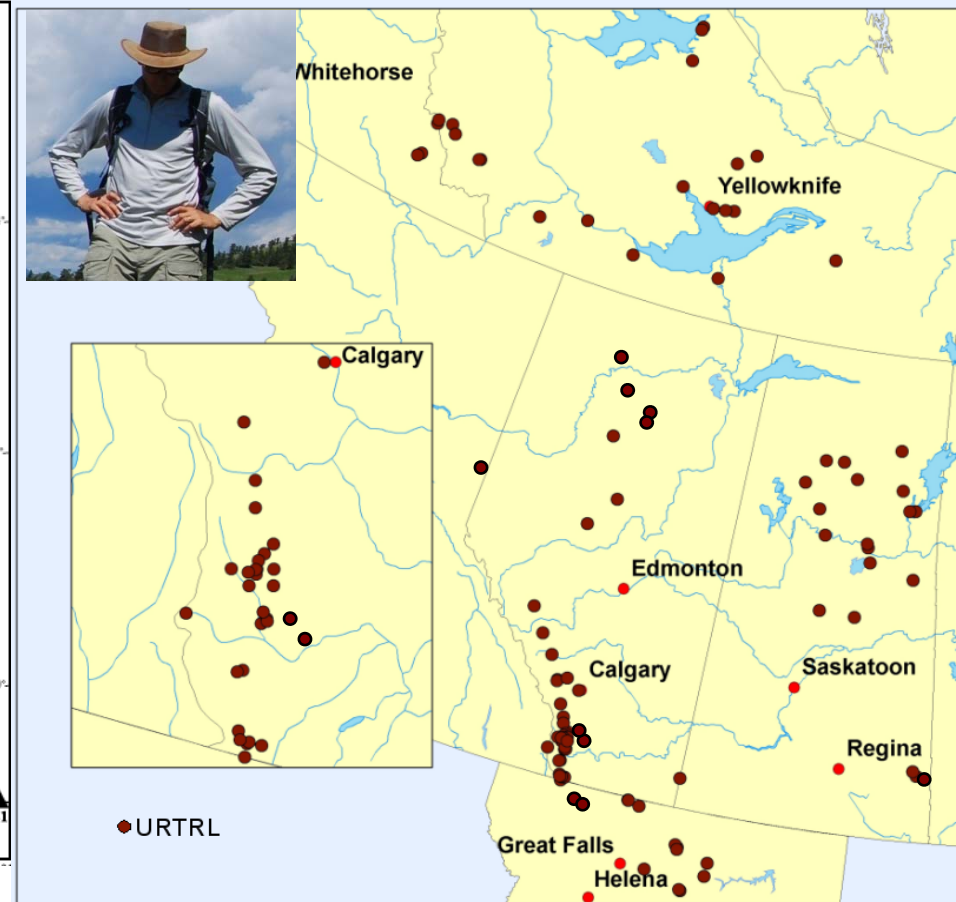 Whitehorse
Yellowknife
Calgary
Edmonton
Calgary
Saskatoon
Regina
URTRL
Great Falls
Helena